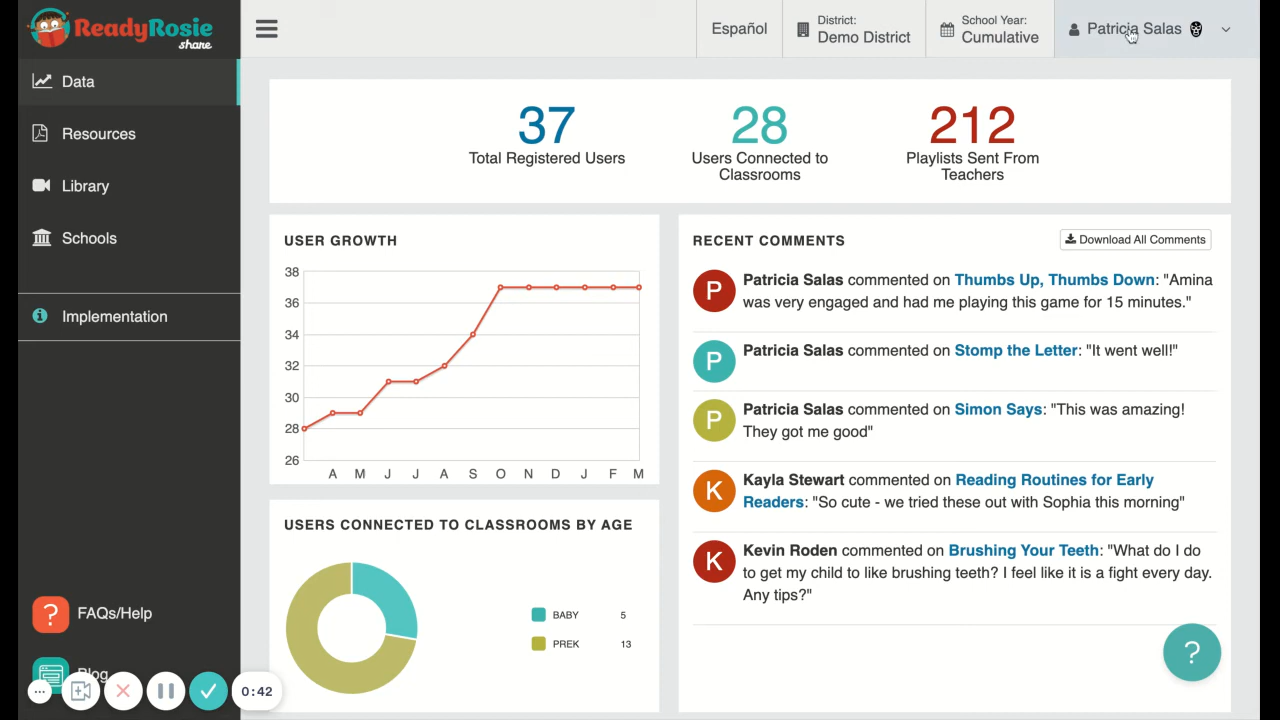 ReadyRosie
share
Español
District:
Demo District
School Year:
Cumulative
Patricia Salas
Data
Resources
Library
Schools
Implementation
FAQs/Help
Blog
0:42
37
Total Registered Users
28
Users Connected to
Classrooms
212
Playlists Sent From
Teachers
USER GROWTH
38
36
34
32
30
28
26
A M J J A S O N D J F M
USERS CONNECTED TO CLASSROOMS BY AGE
BABY 5
PREK 13
RECENT COMMENTS
Download All Comments
P
Patricia Salas commented on Thumbs Up, Thumbs Down: "Amina
was very engaged and had me playing this game for 15 minutes."
P
Patricia Salas commented on Stomp the Letter: "It went well!"
P
Patricia Salas commented on Simon Says: "This was amazing!
They got me good"
K
Kayla Stewart commented on Reading Routines for Early
Readers: "So cute - we tried these out with Sophia this morning"
K
Kevin Roden commented on Brushing Your Teeth: "What do I do
to get my child to like brushing teeth? I feel like it is a fight every day.
Any tips?"
?